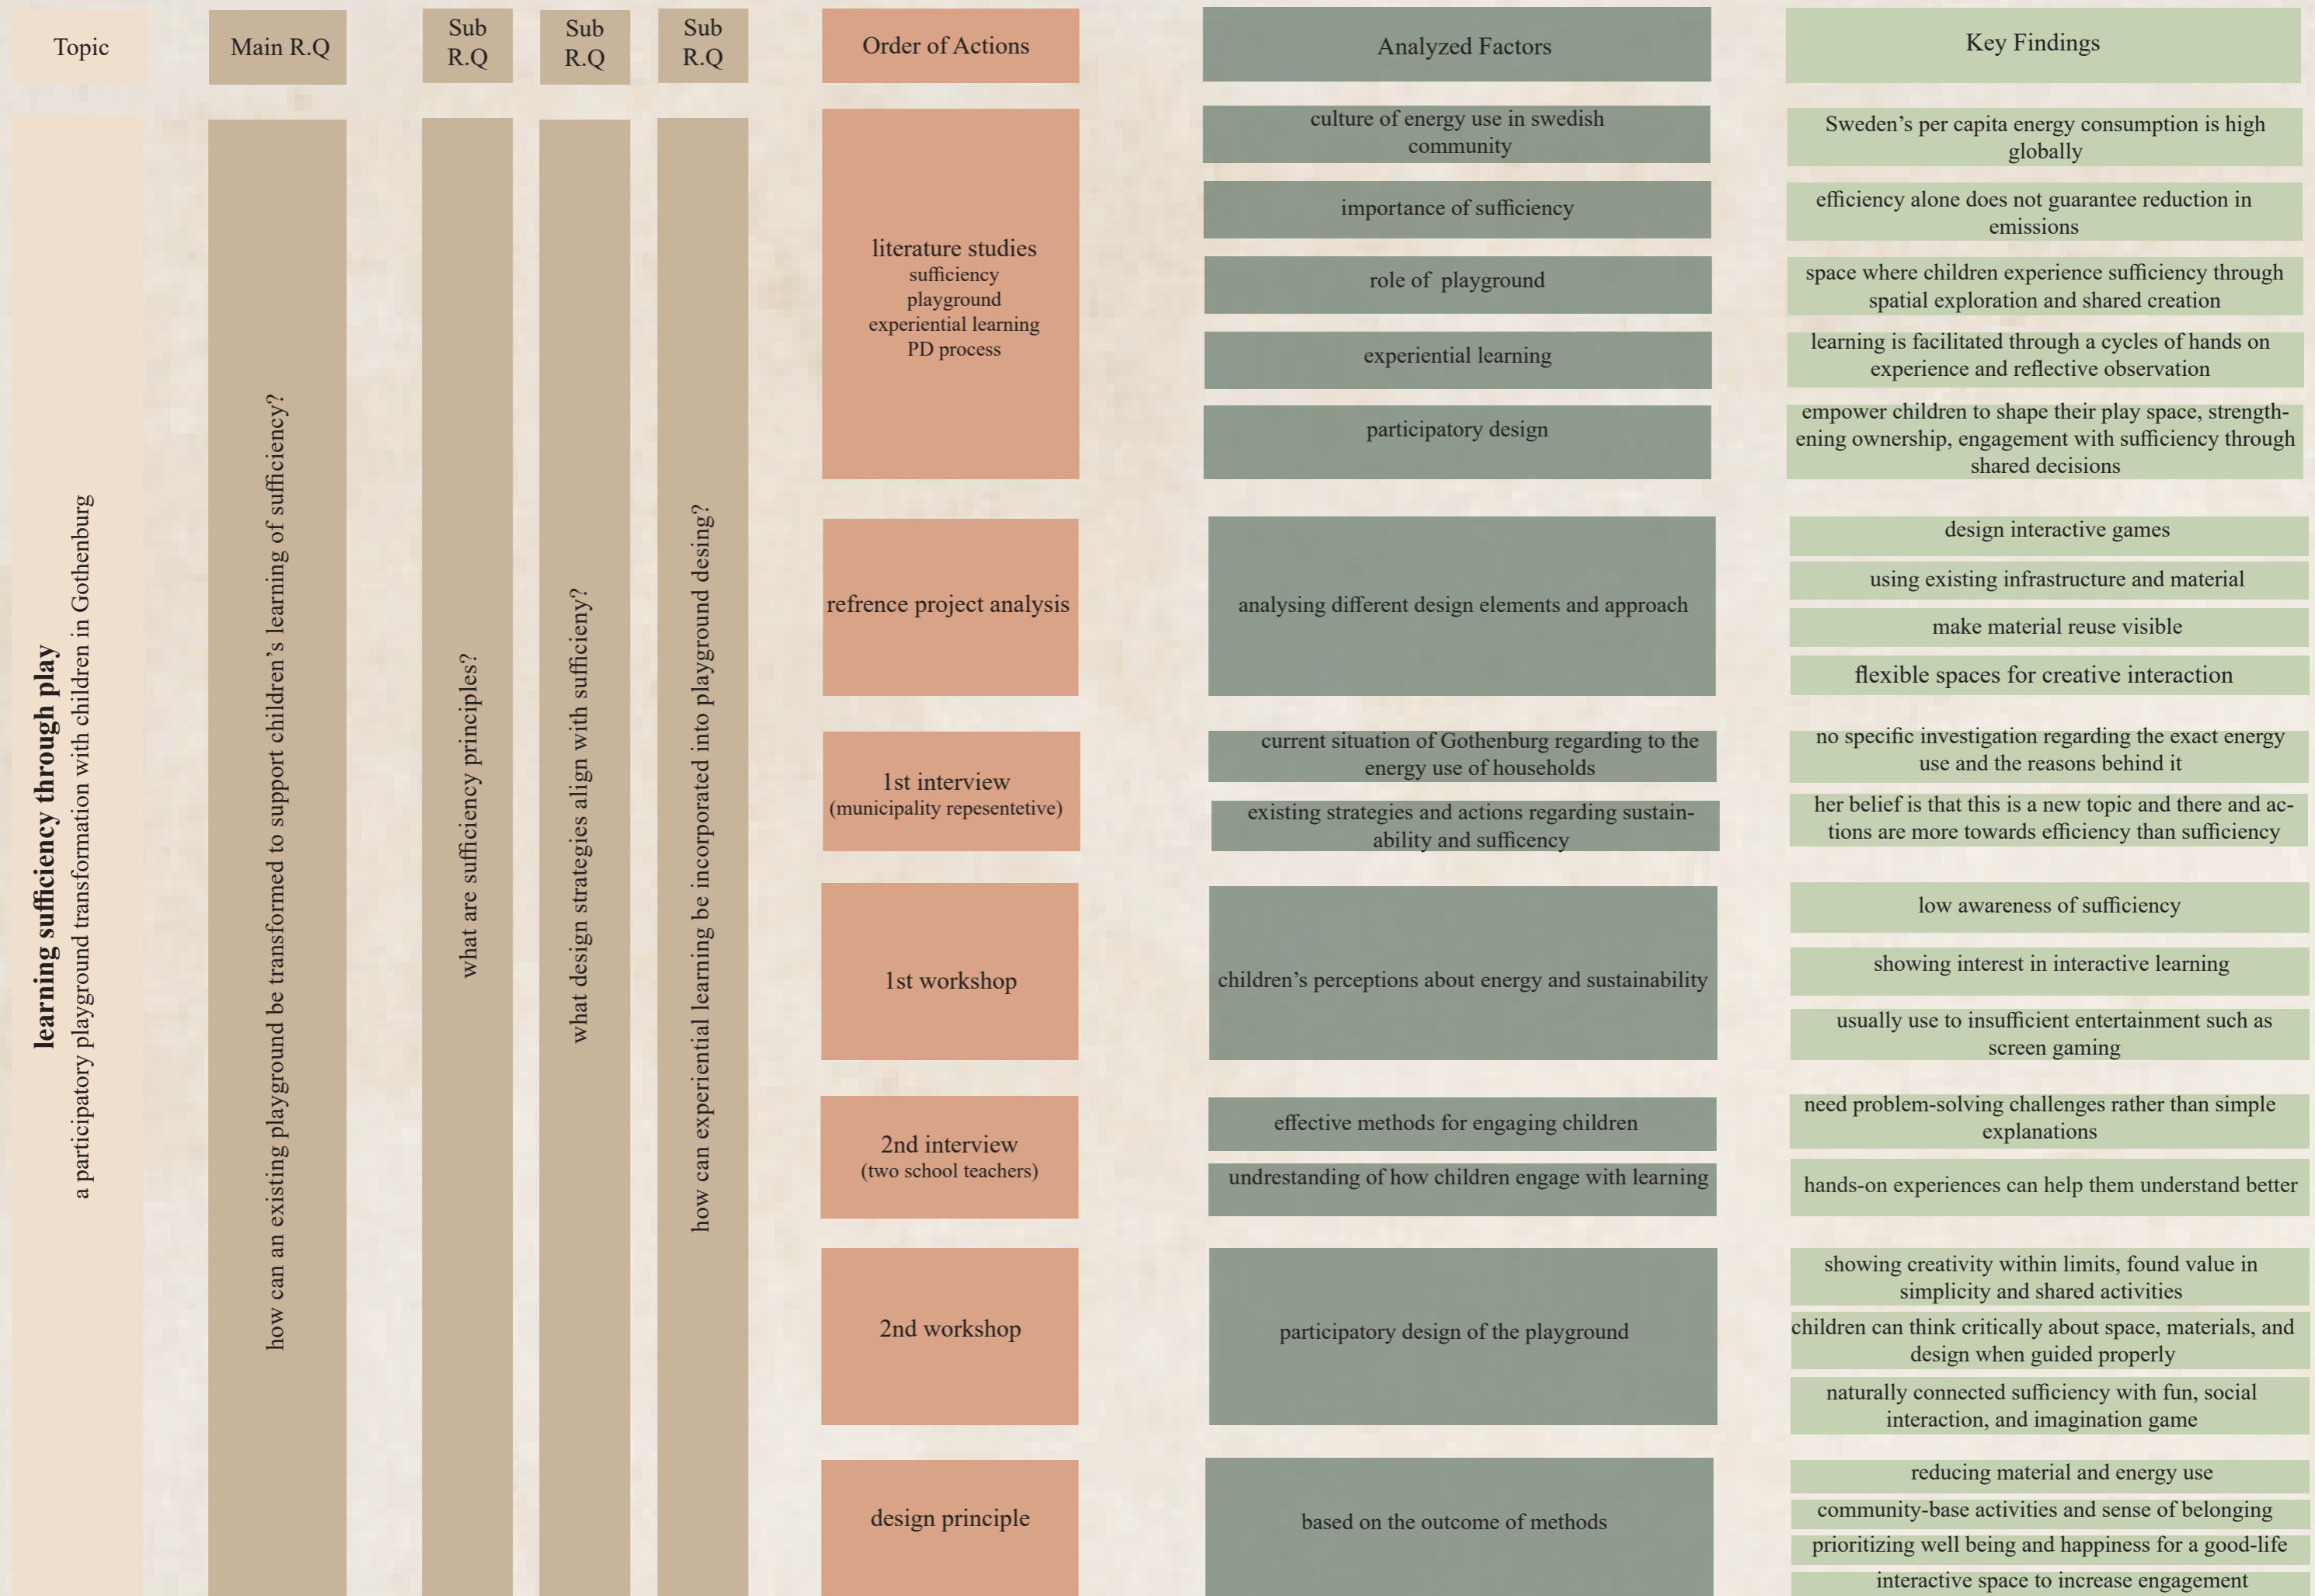 Topic
Main R.Q
Sub
R.Q
Sub
R.Q
Sub
R.Q
Order of Actions
Analyzed Factors
Key Findings
learning sufficiency through play
a participatory playground transformation with children in Gothenburg
how can an existing playground be transformed to support children’s learning of sufficiency?
what are sufficiency principles?
what design strategies align with sufficieny?
how can experiential learning be incorporated into playground desing?
literature studies
sufficiency
playground
experiential learning
PD process
culture of energy use in swedish
community
Sweden’s per capita energy consumption is high
globally
importance of sufficiency
efficiency alone does not guarantee reduction in
emissions
role of playground
space where children experience sufficiency through
spatial exploration and shared creation
experiential learning
learning is facilitated through a cycles of hands on
experience and reflective observation
participatory design
empower children to shape their play space, strength-
ening ownership, engagement with sufficiency through
shared decisions
refrence project analysis
analysing different design elements and approach
design interactive games
using existing infrastructure and material
make material reuse visible
flexible spaces for creative interaction
1st interview
(municipality repesentetive)
current situation of Gothenburg regarding to the
energy use of households
no specific investigation regarding the exact energy
use and the reasons behind it
existing strategies and actions regarding sustain-
ability and sufficency
her belief is that this is a new topic and there and ac-
tions are more towards efficiency than sufficiency
1st workshop
children’s perceptions about energy and sustainability
low awareness of sufficiency
showing interest in interactive learning
usually use to insufficient entertainment such as
screen gaming
2nd interview
(two school teachers)
effective methods for engaging children
need problem-solving challenges rather than simple
explanations
undrestanding of how children engage with learning
hands-on experiences can help them understand better
2nd workshop
participatory design of the playground
showing creativity within limits, found value in
simplicity and shared activities
children can think critically about space, materials, and
design when guided properly
naturally connected sufficiency with fun, social
interaction, and imagination game
design principle
based on the outcome of methods
reducing material and energy use
community-base activities and sense of belonging
prioritizing well being and happiness for a good-life
interactive space to increase engagement